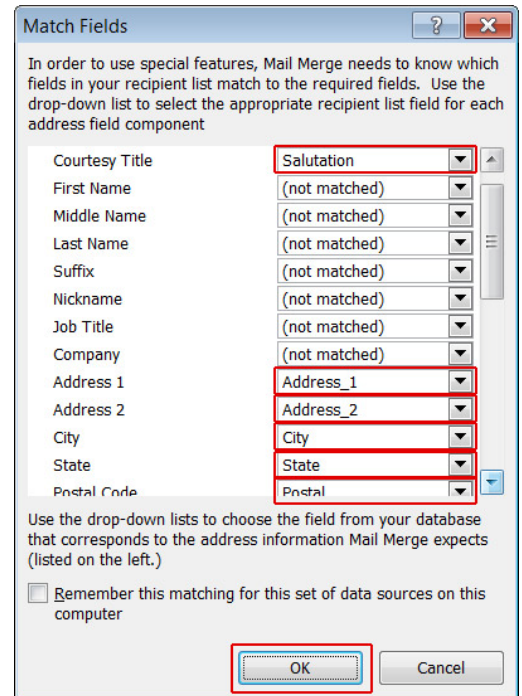 Match Fields
In order to use special features, Mail Merge needs to know which
fields in your recipient list match to the required fields. Use the
drop-down list to select the appropriate recipient list field for each
address field component
Courtesy Title Salutation
First Name (not matched)
Middle Name (not matched)
Last Name (not matched)
Suffix (not matched)
Nickname (not matched)
Job Title (not matched)
Company (not matched)
Address 1 Address_1
Address 2 Address_2
City City
State State
Postal Code Postal
Use the drop-down lists to choose the field from your database
that corresponds to the address information Mail Merge expects
(listed on the left.)
Remember this matching for this set of data sources on this
computer
OK Cancel